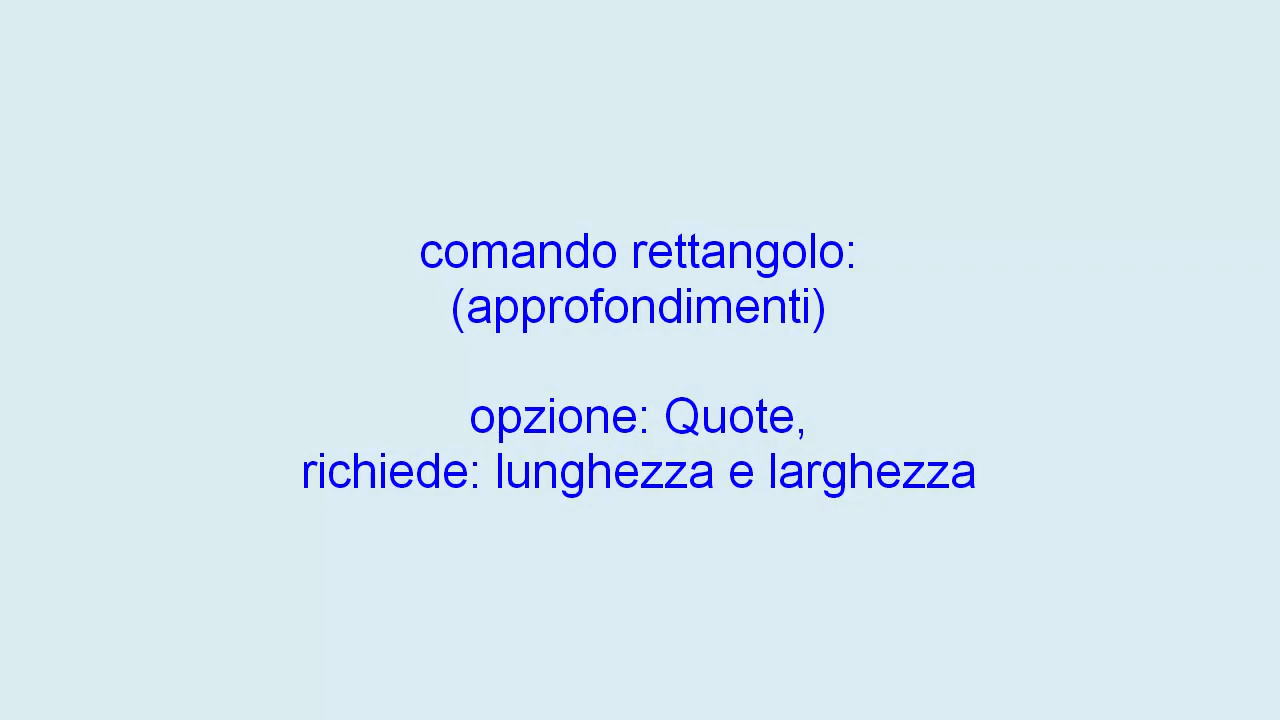 comando rettangolo:
(approfondimenti)
opzione: Quote,
richiede: lunghezza e larghezza